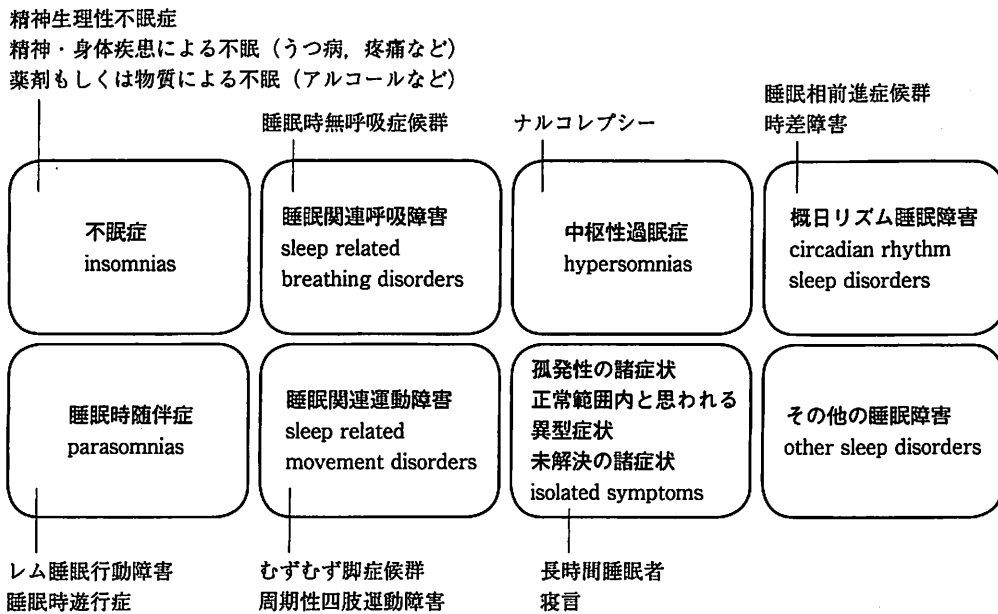 精神生理性不眠症
精神・身体疾患による不眠（うつ病，疼痛など）
薬剤もしくは物質による不眠（アルコールなど）
睡眠時無呼吸症候群
ナルコレプシー
睡眠相前進症候群
時差障害
不眠症
insomnias
睡眠関連呼吸障害
sleep related
breathing disorders
中枢性過眠症
hypersomnias
概日リズム睡眠障害
circadian rhythm
sleep disorders
睡眠時随伴症
parasomnias
睡眠関連運動障害
sleep related
movement disorders
孤発性の諸症状
正常範囲内と思われる
異型症状
未解決の諸症状
isolated symptoms
その他の睡眠障害
other sleep disorders
レム睡眠行動障害
睡眠時遊行症
むずむず脚症候群
周期性四肢運動障害
長時間睡眠者
寝言